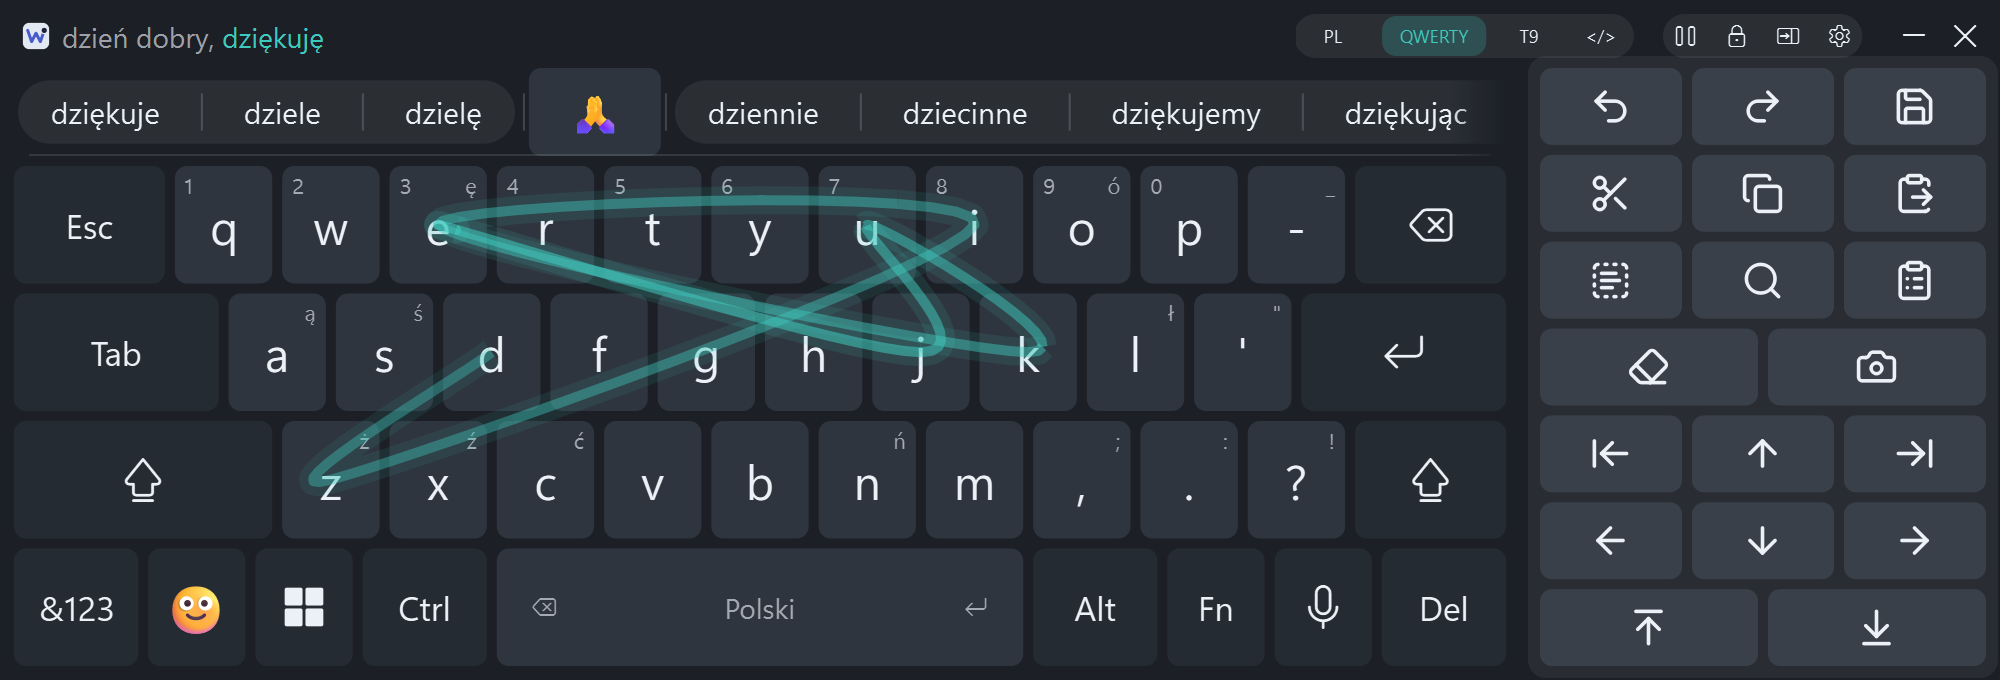 dzień dobry, dziękuję PL QWERTY T9 </>
dziękuje dziele dzielę dziennie dziecinne dziękujemy dziękując
1 2 3 ę 4 5 6 7 8 9 ó 0 _
Esc q w e r t y u i o p -
ą ś ł "
Tab a s d f g h j k l '
ż ź ć ń ; : !
z x c v b n m , . ?
&123 Ctrl Polski Alt Fn Del